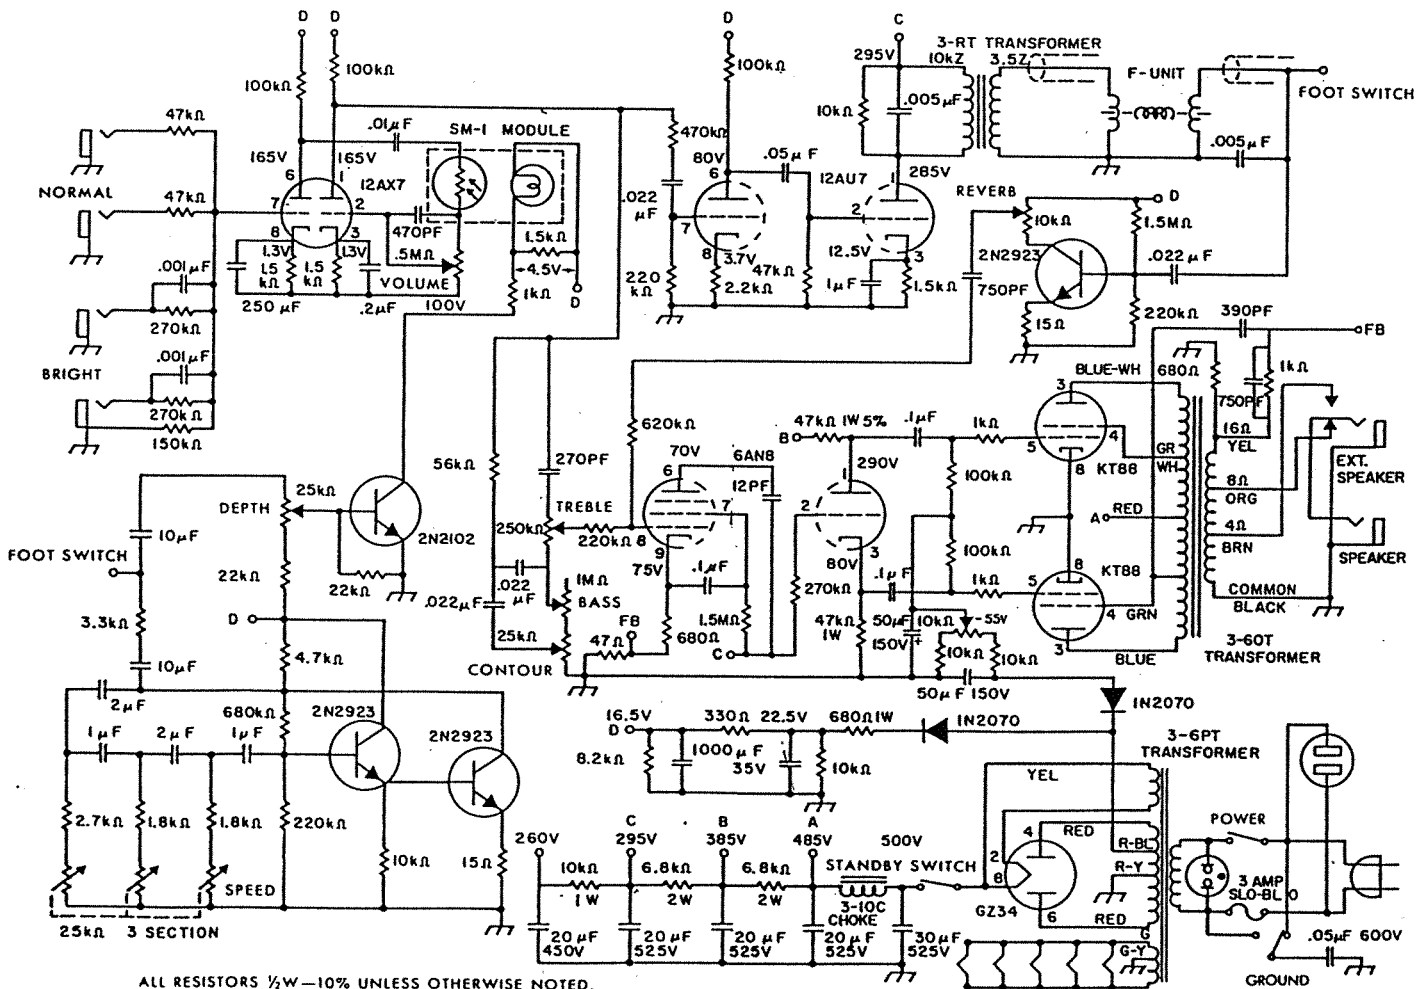 D D
D
C
100kΩ
100kΩ
100kΩ
295V
3-RT TRANSFORMER
10kZ
3.5Z
F-UNIT
FOOT SWITCH
47kΩ
.01µF
SM-1 MODULE
470kΩ
10kΩ
.005µF
.005µF
165V
165V
12AX7
80V
.05µF
12AU7
285V
NORMAL
47kΩ
6
1
7
2
470PF
.022
µF
6
7
2
1
REVERB
10kΩ
D
1.5MΩ
8
3
1.3V
1.3V
.5MΩ
1.5kΩ
4.5V
8
3.7V
12.5V
3
2N2923
.022µF
.001µF
1.5
kΩ
1.5
kΩ
VOLUME
1kΩ
D
220
kΩ
2.2kΩ
47kΩ
1µF
1.5kΩ
750PF
270kΩ
250µF
.2µF
100V
15Ω
220kΩ
390PF
FB
.001µF
BRIGHT
BLUE-WH
680Ω
1kΩ
750PF
270kΩ
150kΩ
620kΩ
47kΩ 1W 5%
.1µF
1kΩ
3
16Ω
YEL
B
4
5
GR
WH
EXT.
SPEAKER
56kΩ
270PF
70V
6AN8
290V
8
KT88
8Ω
ORG
25kΩ
DEPTH
6
12PF
1
100kΩ
A
RED
10µF
2N2102
TREBLE
250kΩ
220kΩ
7
8
2
4Ω
BRN
SPEAKER
FOOT SWITCH
9
75V
3
80V
100kΩ
8
KT88
22kΩ
22kΩ
.022
µF
.1µF
.1µF
1kΩ
5
4
GRN
COMMON
BLACK
.022µF
1MΩ
BASS
1.5MΩ
270kΩ
3.3kΩ
D
25kΩ
FB
47Ω
680Ω
47kΩ
1W
50µF
150V
+
10kΩ
-55V
10kΩ
10kΩ
3
BLUE
3-60T
TRANSFORMER
4.7kΩ
10µF
CONTOUR
C
50µF 150V
1N2070
2µF
680kΩ
2N2923
16.5V
330Ω
22.5V
680Ω1W
1N2070
D
3-6PT
TRANSFORMER
1µF
2µF
1µF
2N2923
8.2kΩ
1000µF
35V
10kΩ
YEL
2.7kΩ
1.8kΩ
1.8kΩ
220kΩ
260V
C
295V
B
385V
A
485V
500V
4
RED
R-BL
POWER
10kΩ
15Ω
STANDBY SWITCH
2
8
R-Y
SPEED
10kΩ
1W
6.8kΩ
2W
6.8kΩ
2W
3-10C
CHOKE
GZ34
6
RED
3 AMP
SLO-BLO
25kΩ
3 SECTION
20µF
450V
20µF
525V
20µF
525V
20µF
525V
30µF
525V
G
G-Y
.05µF 600V
GROUND
ALL RESISTORS ½W—10% UNLESS OTHERWISE NOTED.